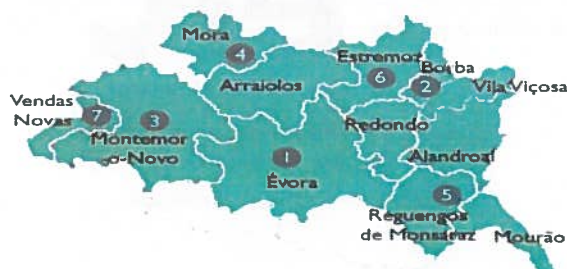 Mora
4
Estremoz
6
Borba
2
Vila Viçosa
Arraiolos
Vendas
Novas
7
3
Montemor
o-Novo
Redondo
1
Évora
Alandroal
5
Reguengos
de Monsaraz
Mourão